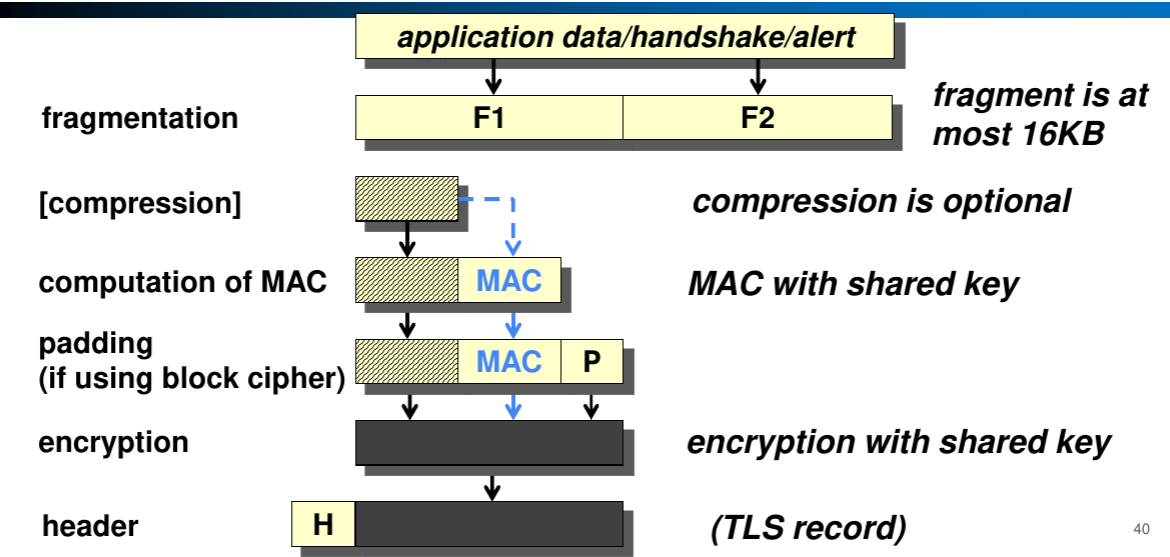 application data/handshake/alert
fragmentation
F1
F2
fragment is at
most 16KB
[compression]
compression is optional
computation of MAC
MAC
MAC with shared key
padding
(if using block cipher)
MAC
P
encryption
encryption with shared key
header
H
(TLS record)
40